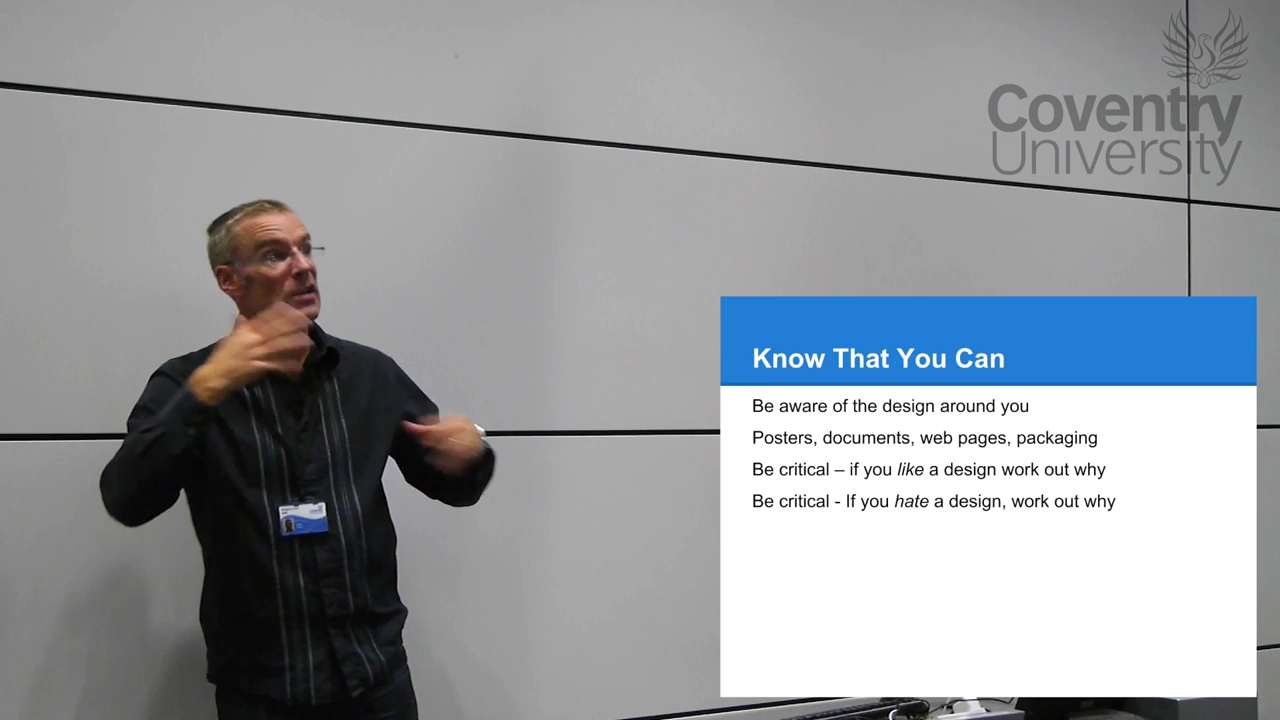 Coventry
University
Know That You Can
Be aware of the design around you
Posters, documents, web pages, packaging
Be critical – if you like a design work out why
Be critical - If you hate a design, work out why